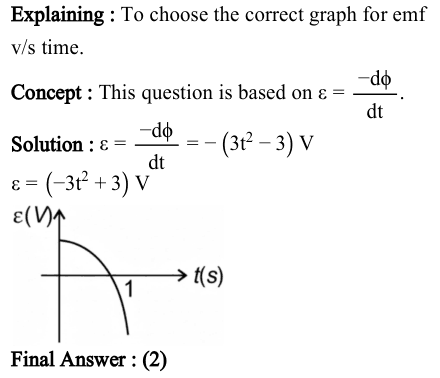 Explaining : To choose the correct graph for emf
v/s time.
Concept : This question is based on ε = −dϕ/dt.
Solution : ε = −dϕ/dt = − (3t² − 3) V
ε = (−3t² + 3) V
ε(V)
t(s)
1
Final Answer : (2)